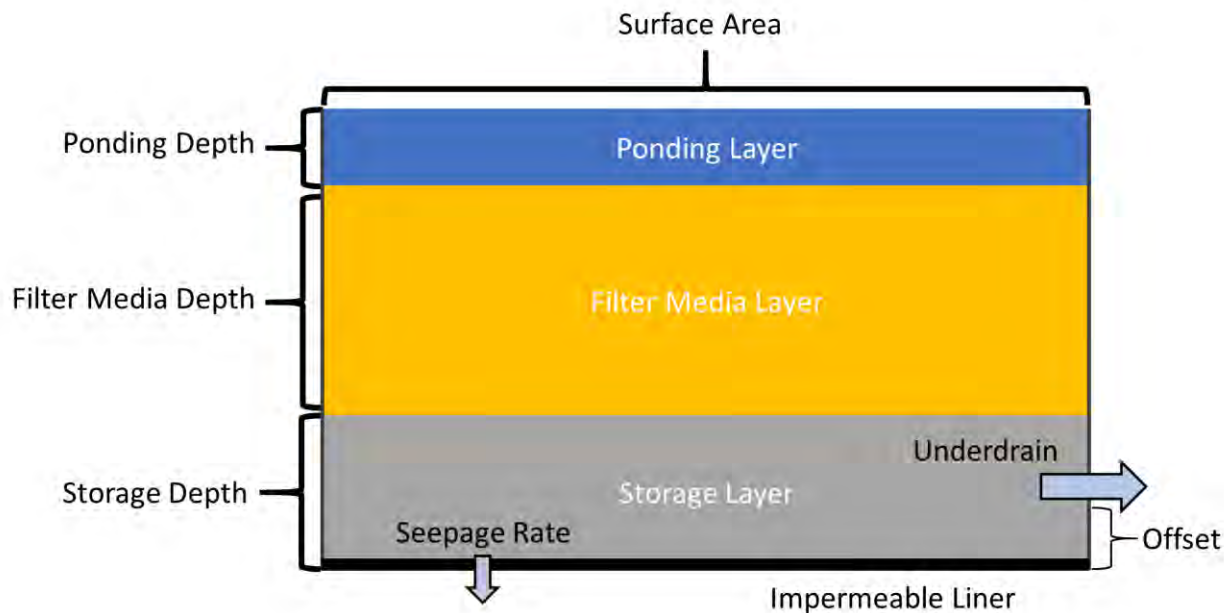 Surface Area
Ponding Depth
Ponding Layer
Filter Media Depth
Filter Media Layer
Underdrain
Storage Depth
Storage Layer
Seepage Rate
Offset
Impermeable Liner